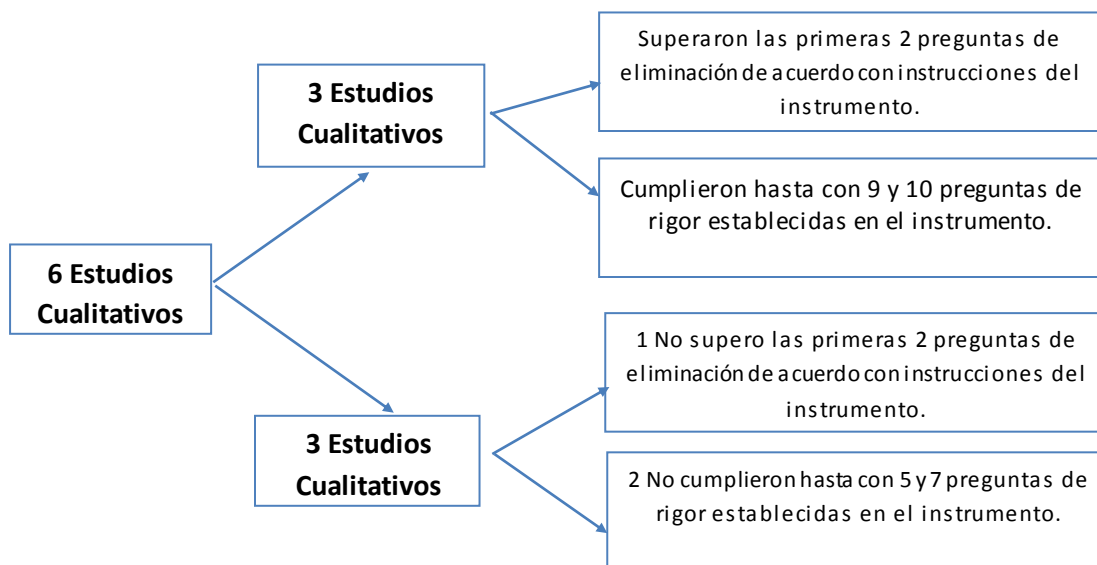 Superaron las primeras 2 preguntas de
eliminación de acuerdo con instrucciones del
instrumento.
3 Estudios
Cualitativos
Cumplieron hasta con 9 y 10 preguntas de
rigor establecidas en el instrumento.
6 Estudios
Cualitativos
1 No supero las primeras 2 preguntas de
eliminación de acuerdo con instrucciones del
instrumento.
3 Estudios
Cualitativos
2 No cumplieron hasta con 5 y 7 preguntas de
rigor establecidas en el instrumento.